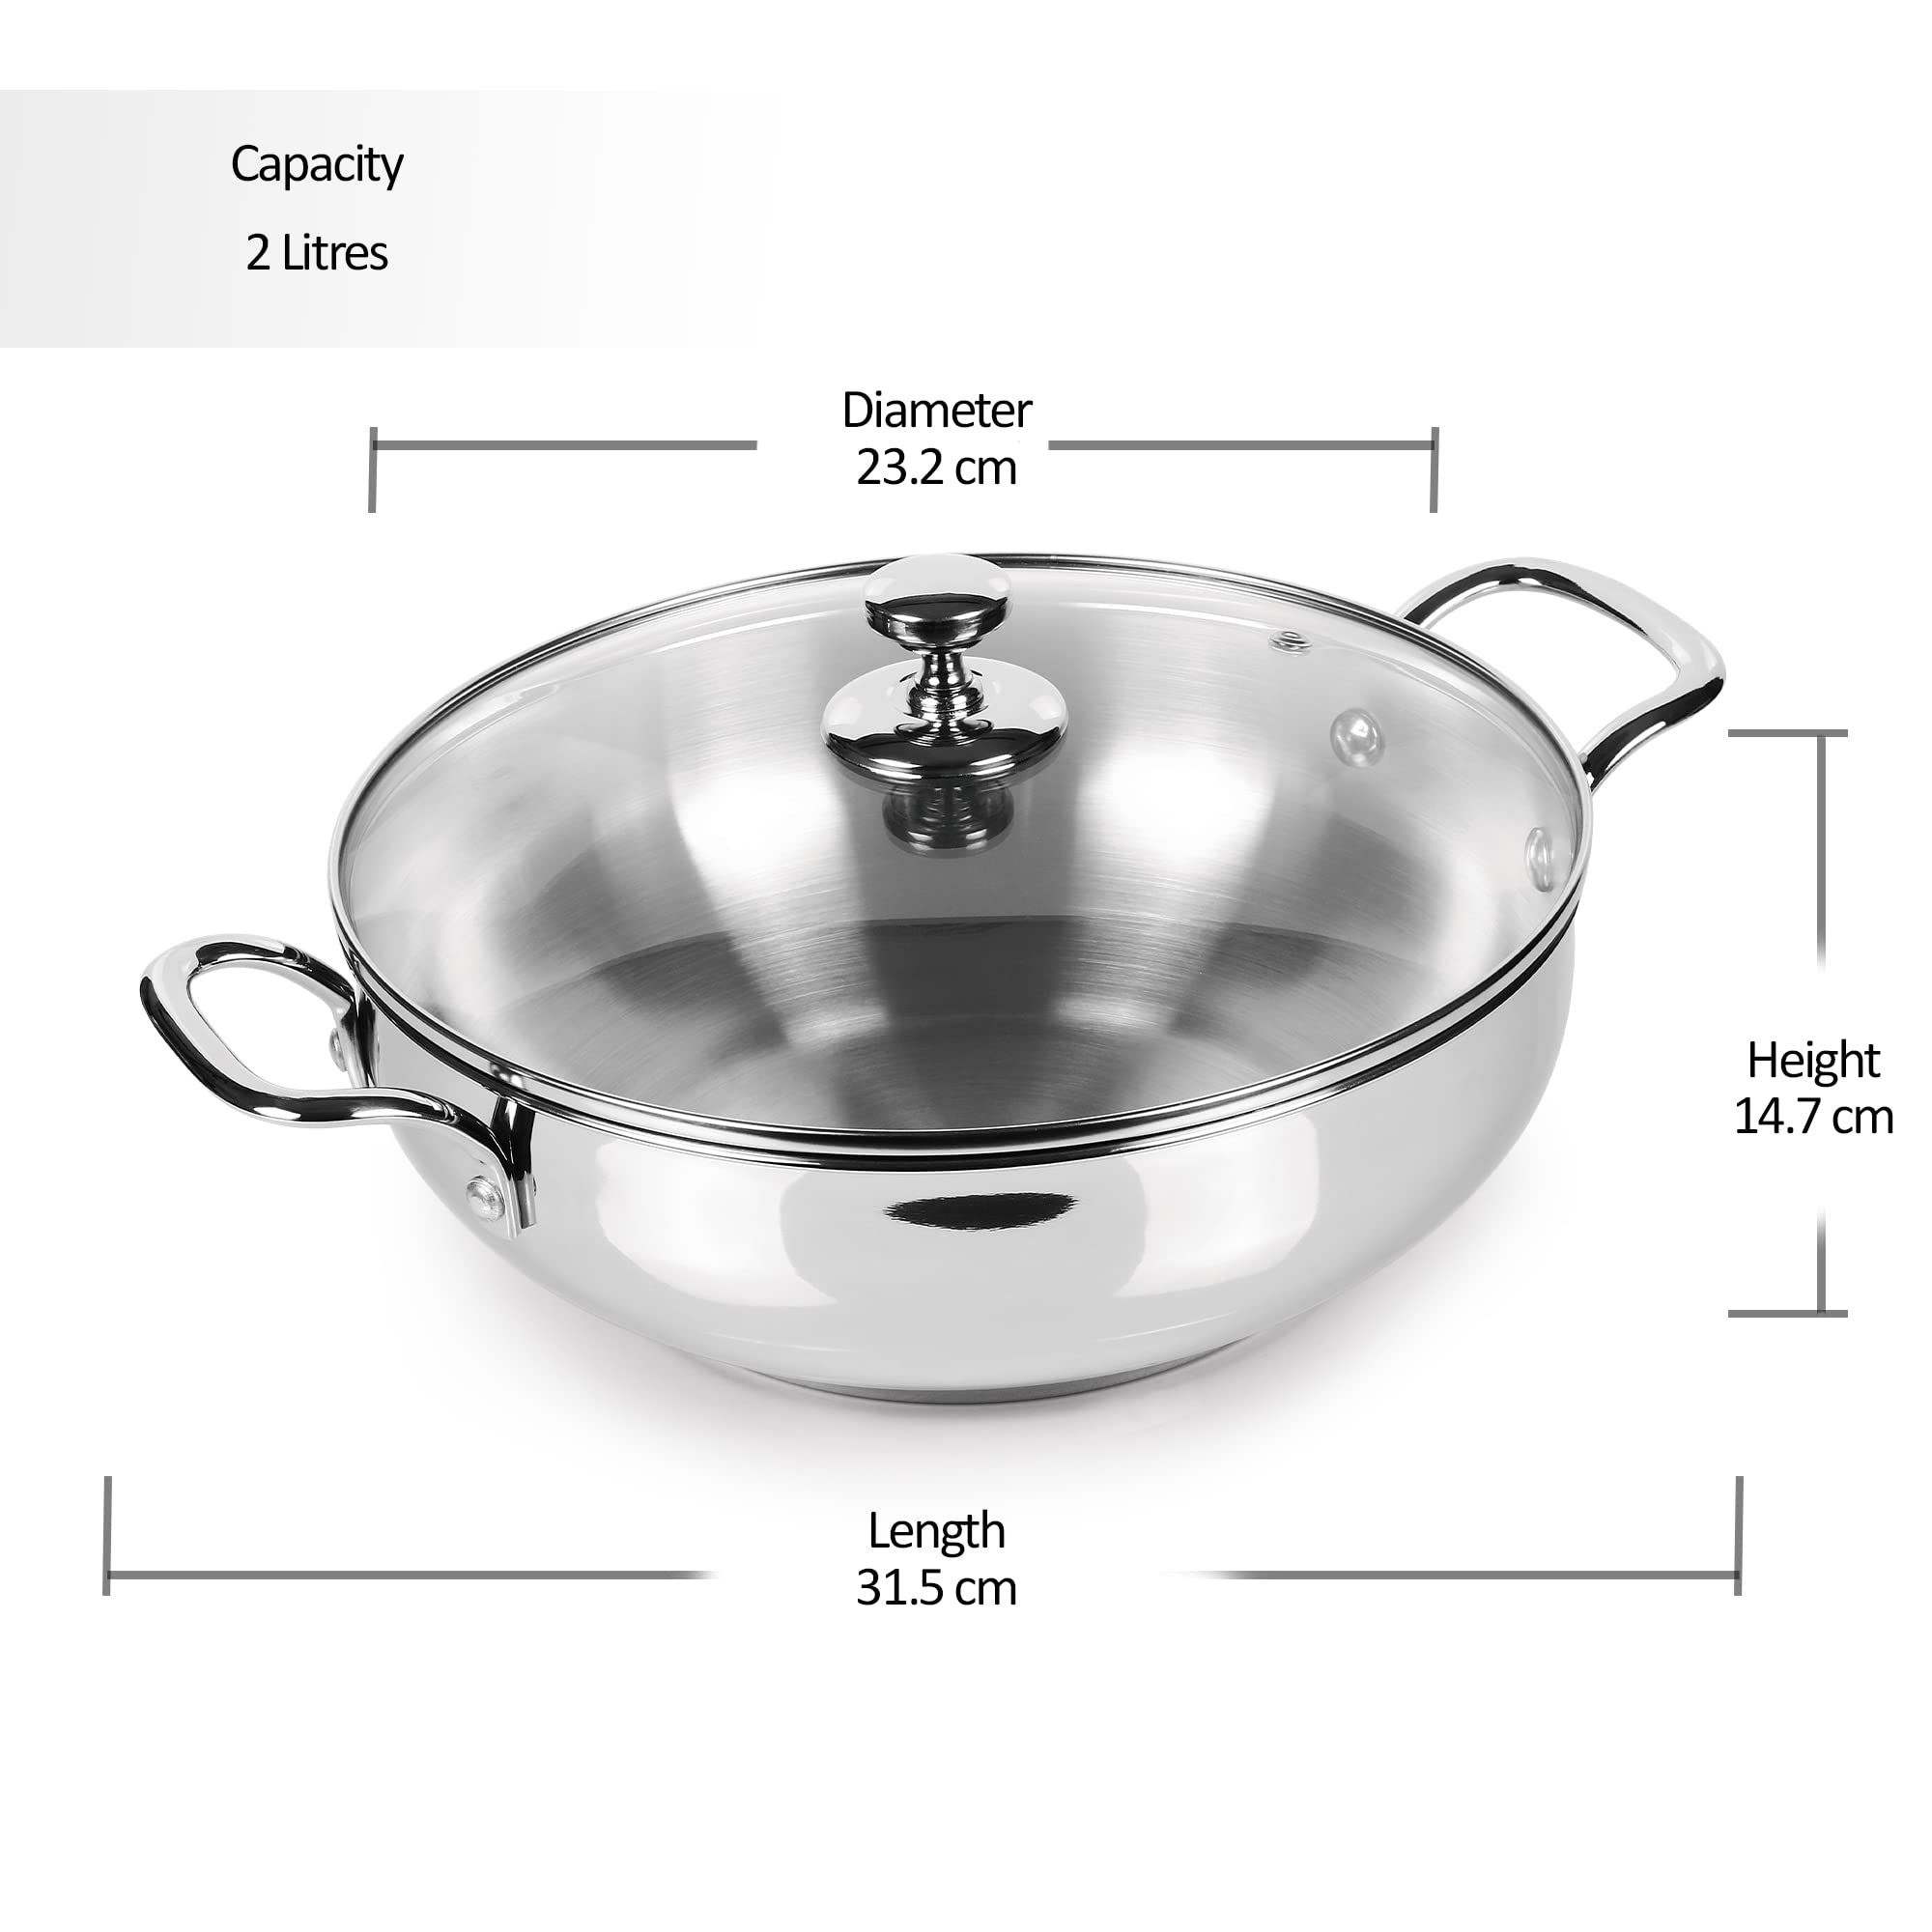 Capacity
2 Litres
Diameter
23.2 cm
Height
14.7 cm
Length
31.5 cm